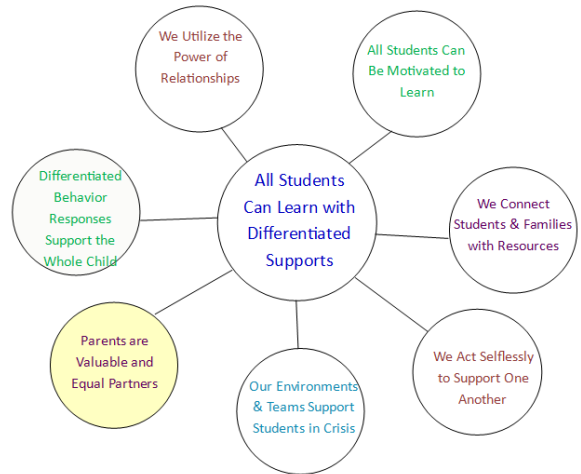 We Utilize the
Power of
Relationships
All Students Can
Be Motivated to
Learn
All Students
Can Learn with
Differentiated
Supports
Differentiated
Behavior
Responses
Support the
Whole Child
We Connect
Students & Families
with Resources
Parents are
Valuable and
Equal Partners
Our Environments
& Teams Support
Students in Crisis
We Act Selflessly
to Support One
Another